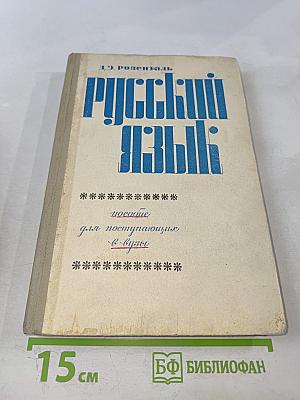 Д.Э. РОЗЕНТАЛЬ
РУССКИЙ
ЯЗЫК
***********
пособие
для поступающих
в вузы
***********
15 см
БФ БИБЛИОФАН